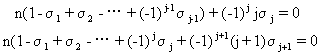 n(1-σ₁+σ₂ - ⋯ + (-1)^{j-1}σ_{j-1}) + (-1)^j jσ_j = 0
n(1-σ₁+σ₂ - ⋯ + (-1)^jσ_j) + (-1)^{j+1}(j+1)σ_{j+1} = 0